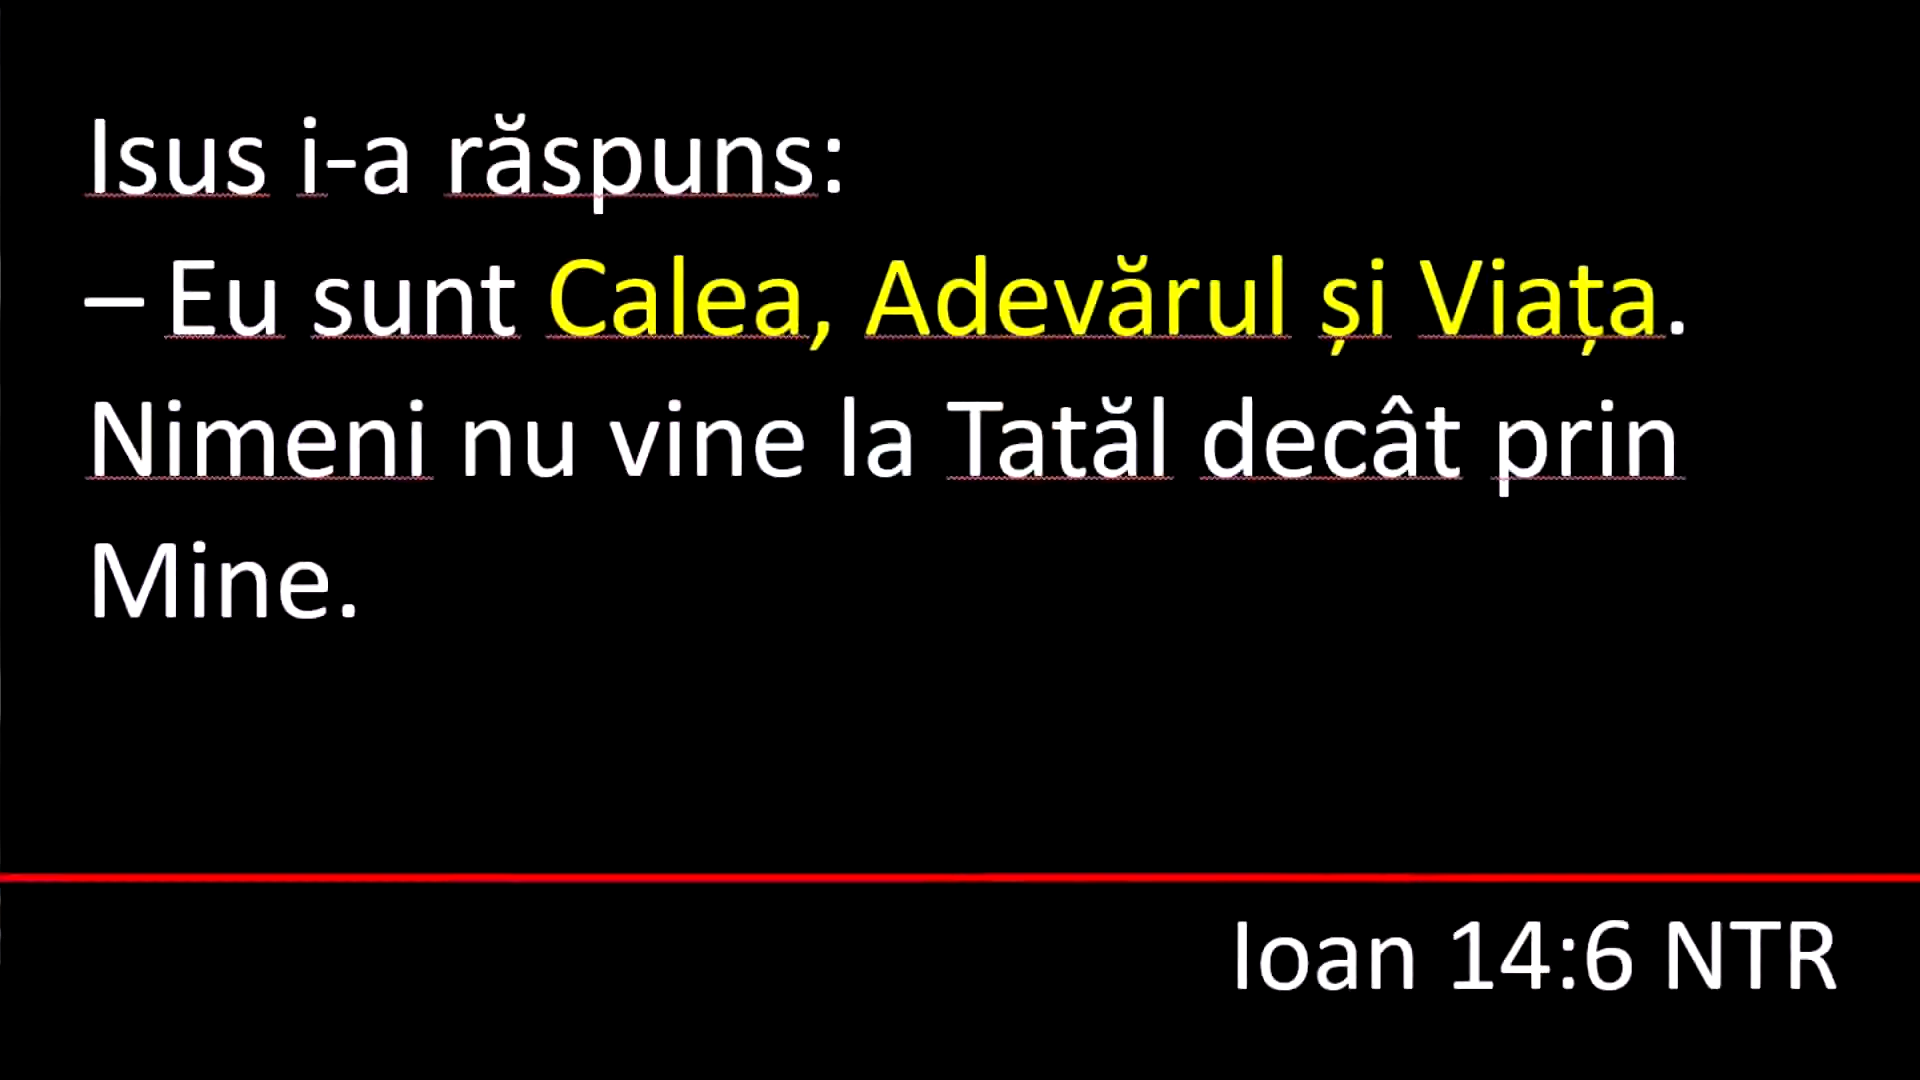 Isus i-a răspuns:
– Eu sunt Calea, Adevărul și Viața.
Nimeni nu vine la Tatăl decât prin
Mine.
Ioan 14:6 NTR